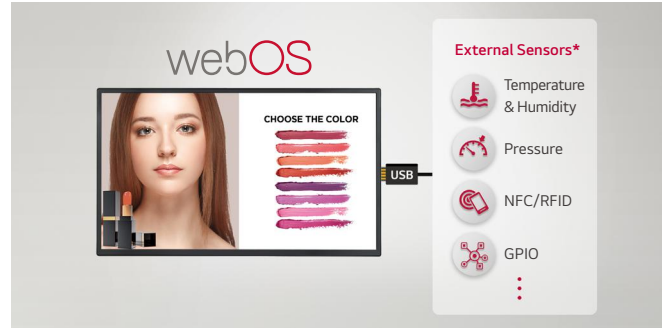 webOS
CHOOSE THE COLOR
USB
External Sensors*
Temperature
& Humidity
Pressure
NFC/RFID
GPIO